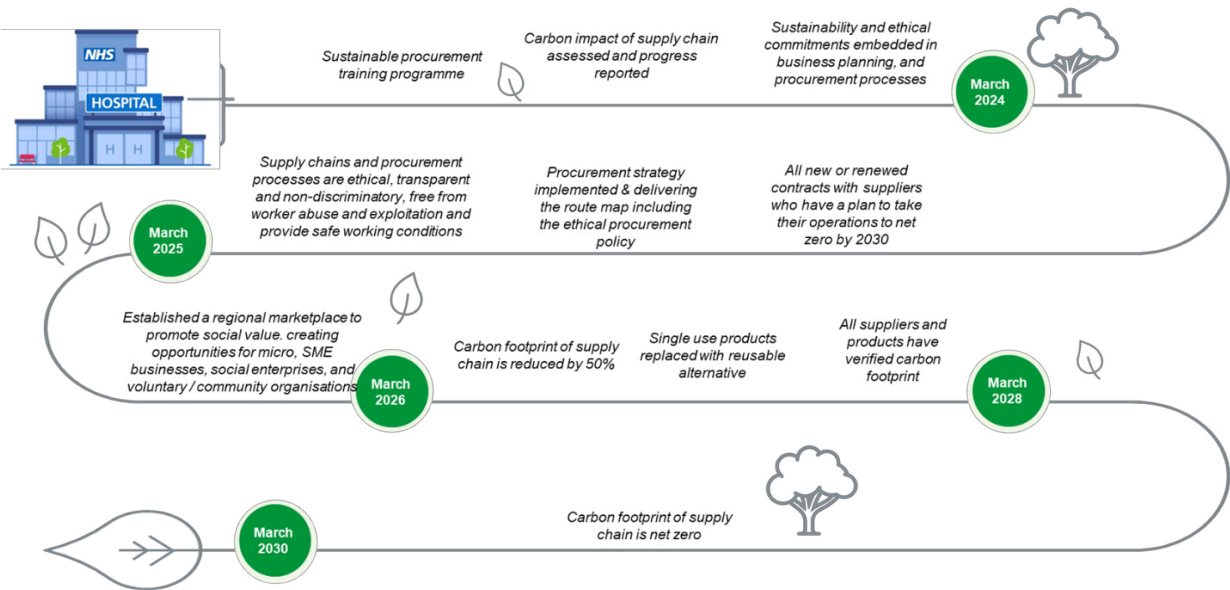 NHS
HOSPITAL
Sustainable procurement
training programme
Carbon impact of supply chain
assessed and progress
reported
Sustainability and ethical
commitments embedded in
business planning, and
procurement processes
March
2024
All new or renewed
contracts with suppliers
who have a plan to take
their operations to net
zero by 2030
Procurement strategy
implemented & delivering
the route map including
the ethical procurement
policy
Supply chains and procurement
processes are ethical, transparent
and non-discriminatory, free from
worker abuse and exploitation and
provide safe working conditions
March
2025
Established a regional marketplace to
promote social value. creating
opportunities for micro, SME
businesses, social enterprises, and
voluntary / community organisations
March
2026
Carbon footprint of supply
chain is reduced by 50%
Single use products
replaced with reusable
alternative
All suppliers and
products have
verified carbon
footprint
March
2028
Carbon footprint of supply
chain is net zero
March
2030